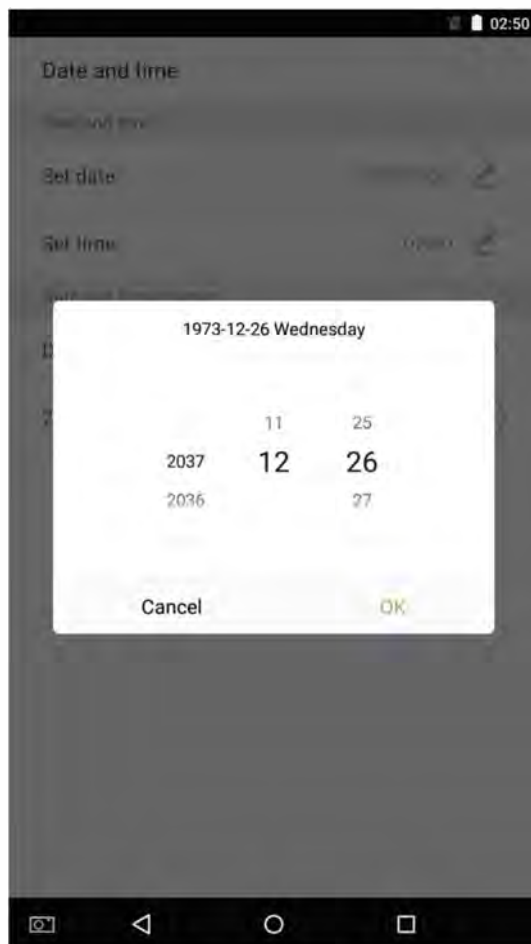 02:50
Date and time
Set date
Set time
1973-12-26 Wednesday
11 25
2037 12 26
2036 27
Cancel OK